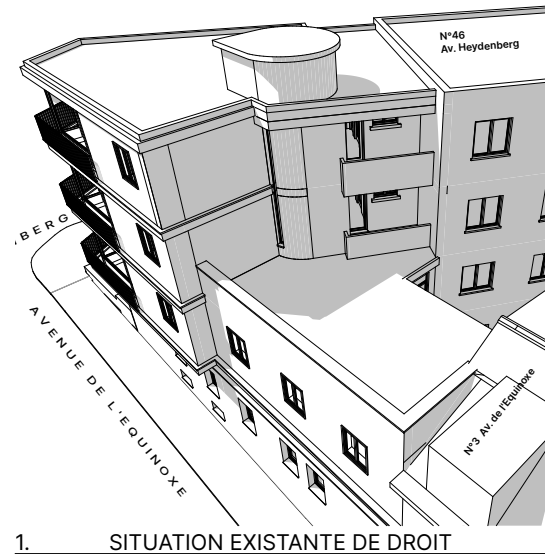 N°46
Av. Heydenberg
BERG
AVENUE DE L'EQUINOXE
N°3 Av. de l'Equinoxe
1. SITUATION EXISTANTE DE DROIT